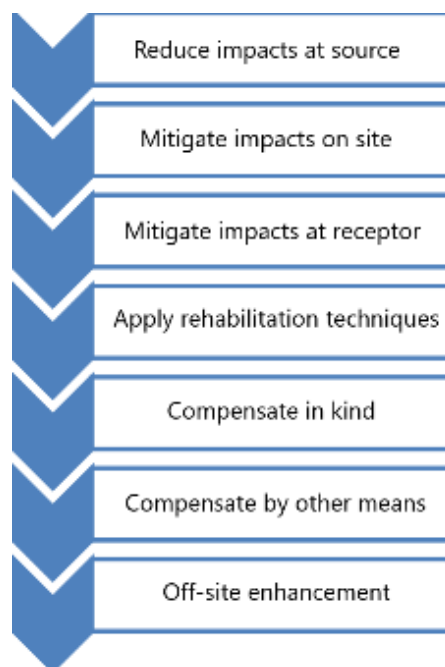 Reduce impacts at source
Mitigate impacts on site
Mitigate impacts at receptor
Apply rehabilitation techniques
Compensate in kind
Compensate by other means
Off-site enhancement